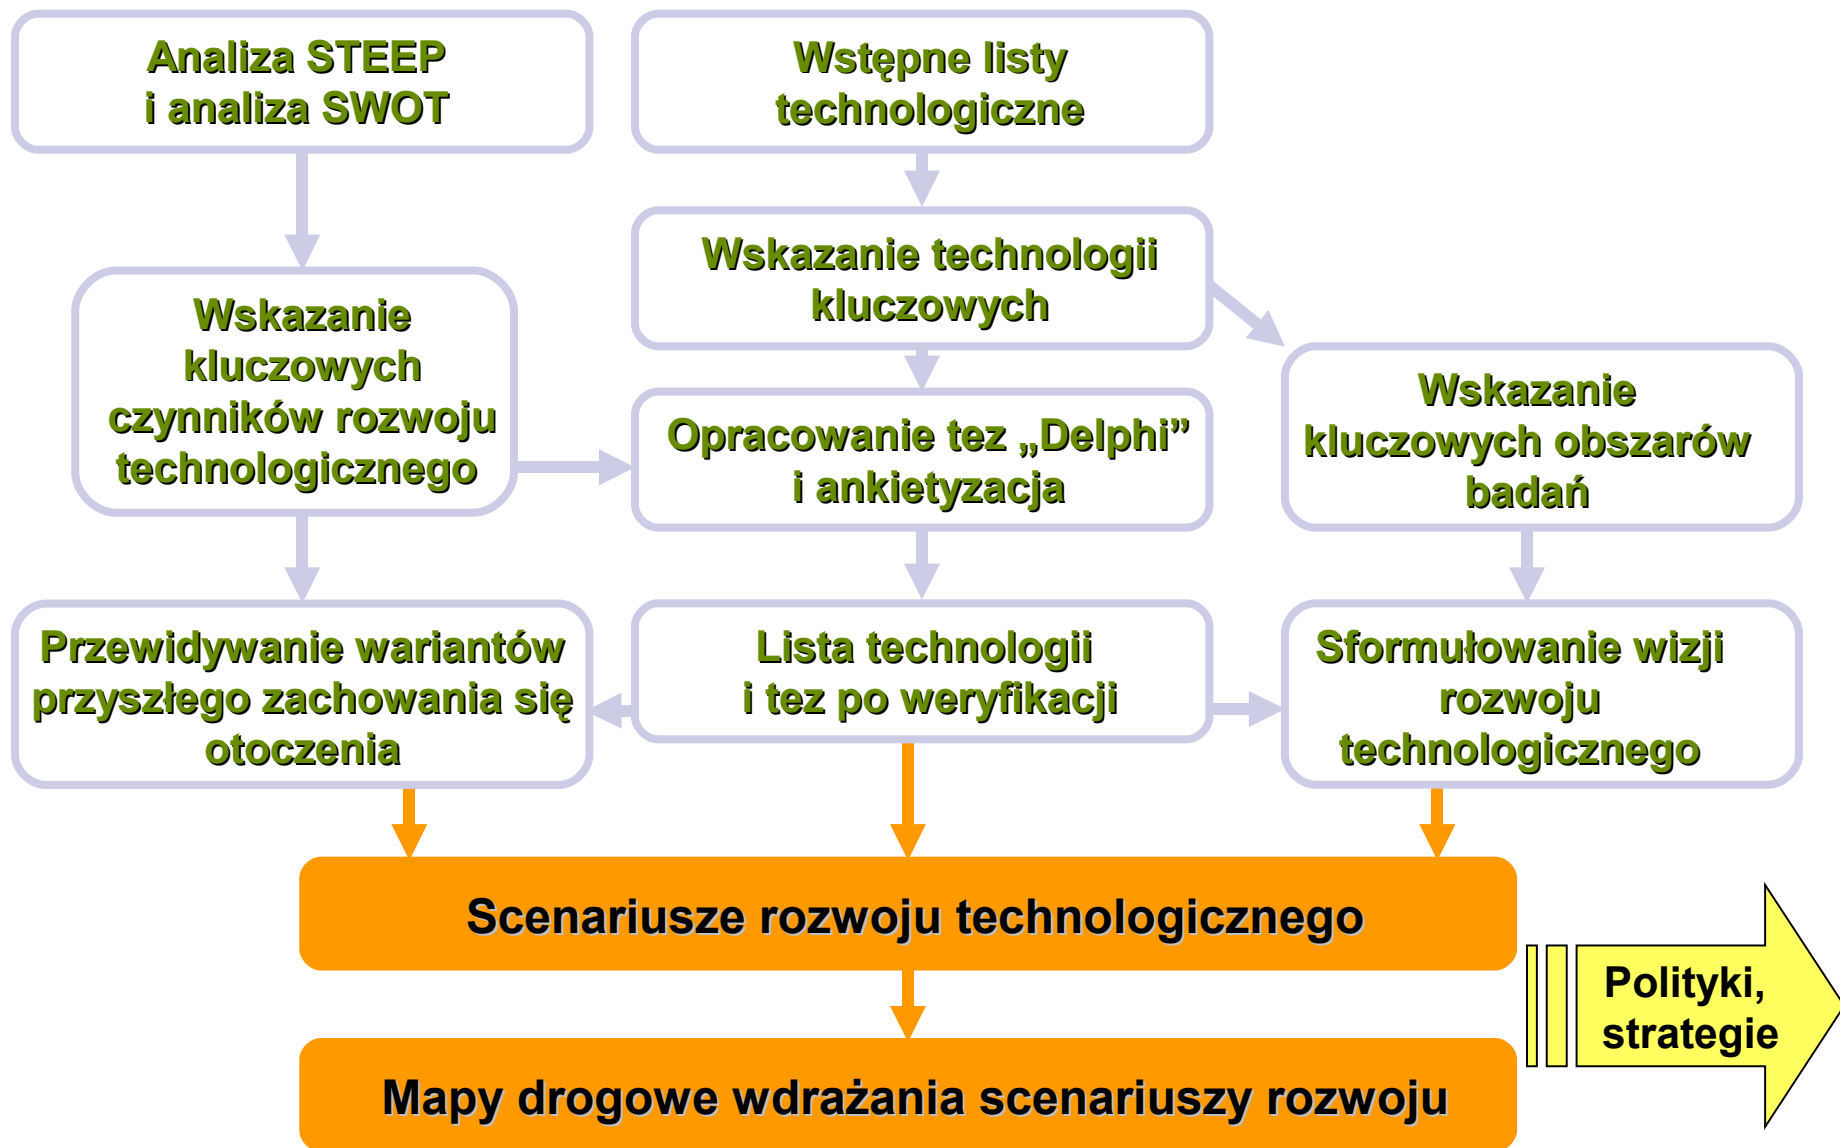 Analiza STEEP
i analiza SWOT
Wstępne listy
technologiczne
Wskazanie technologii
kluczowych
Wskazanie
kluczowych
czynników rozwoju
technologicznego
Opracowanie tez „Delphi”
i ankietyzacja
Wskazanie
kluczowych obszarów
badań
Przewidywanie wariantów
przyszłego zachowania się
otoczenia
Lista technologii
i tez po weryfikacji
Sformułowanie wizji
rozwoju
technologicznego
Scenariusze rozwoju technologicznego
Polityki,
strategie
Mapy drogowe wdrażania scenariuszy rozwoju